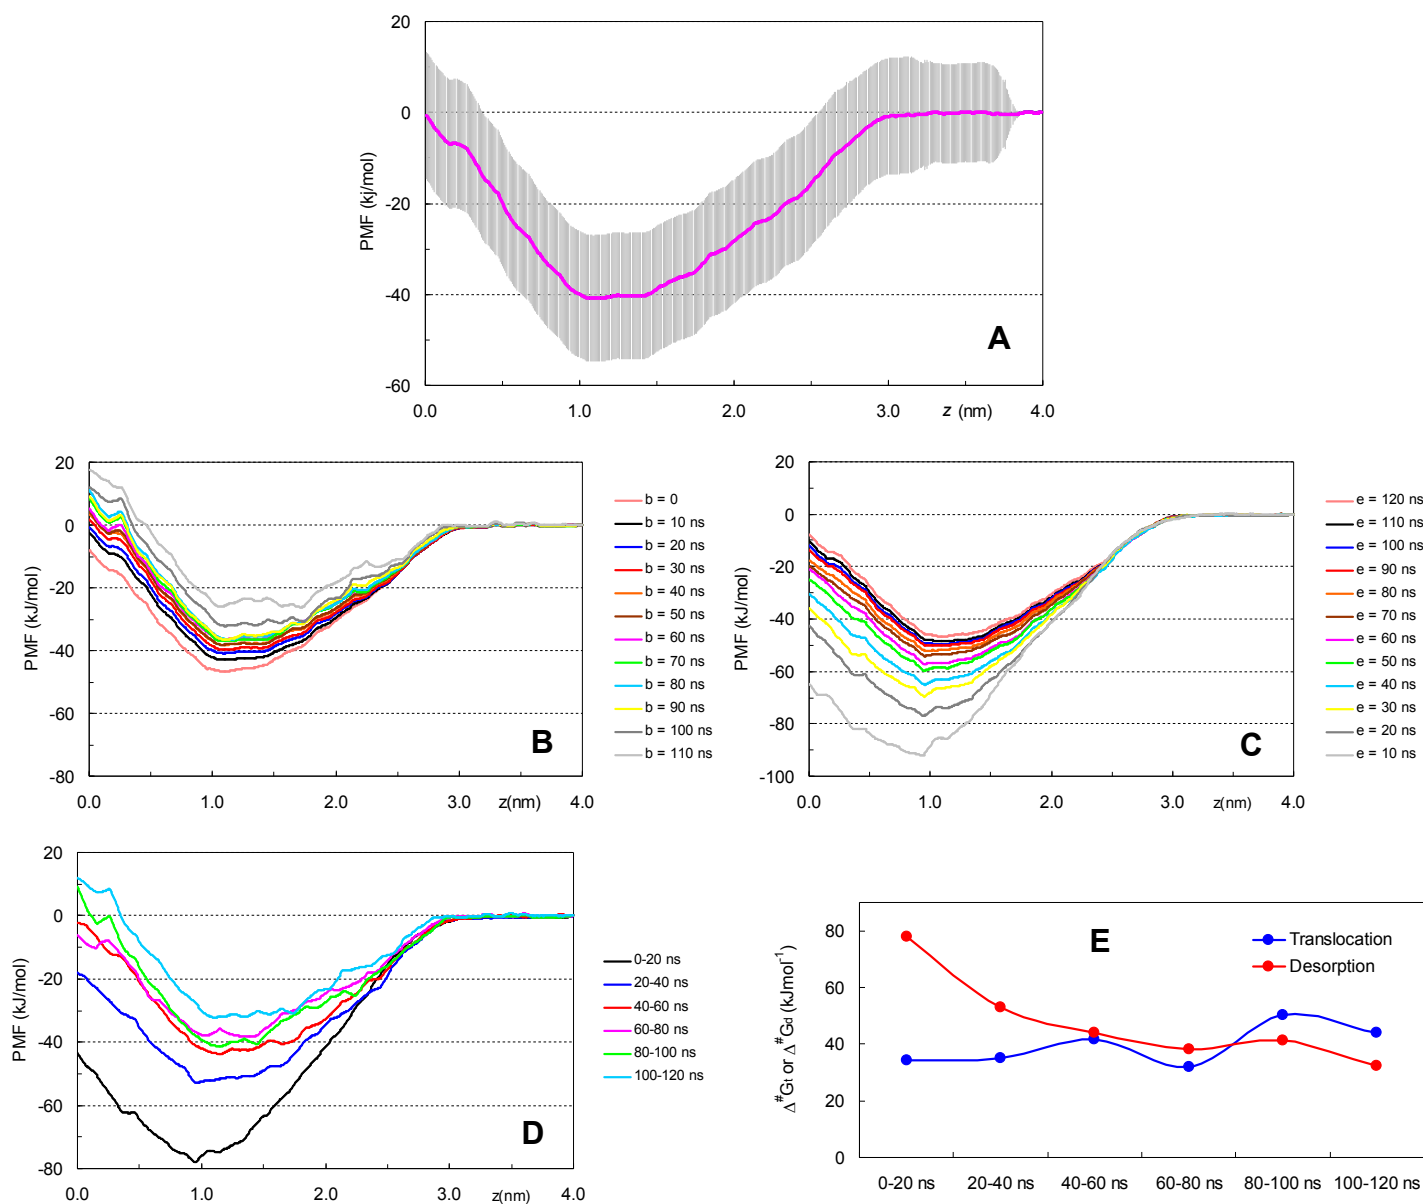 20
0
-20
-40
-60
PMF (kj/mol)
0.0 1.0 2.0 3.0 z (nm) 4.0
A
20
0
-20
-40
-60
-80
PMF (kJ/mol)
0.0 1.0 2.0 3.0 z(nm) 4.0
B
b = 0
b = 10 ns
b = 20 ns
b = 30 ns
b = 40 ns
b = 50 ns
b = 60 ns
b = 70 ns
b = 80 ns
b = 90 ns
b = 100 ns
b = 110 ns
20
0
-20
-40
-60
-80
-100
PMF (kJ/mol)
0.0 1.0 2.0 3.0 z(nm) 4.0
C
e = 120 ns
e = 110 ns
e = 100 ns
e = 90 ns
e = 80 ns
e = 70 ns
e = 60 ns
e = 50 ns
e = 40 ns
e = 30 ns
e = 20 ns
e = 10 ns
20
0
-20
-40
-60
-80
PMF (kJ/mol)
0.0 1.0 2.0 3.0 z(nm) 4.0
D
0-20 ns
20-40 ns
40-60 ns
60-80 ns
80-100 ns
100-120 ns
80
60
40
20
0
Δ#Gt or Δ#Gd (kJmol-1)
E
Translocation
Desorption
0-20 ns 20-40 ns 40-60 ns 60-80 ns 80-100 ns 100-120 ns